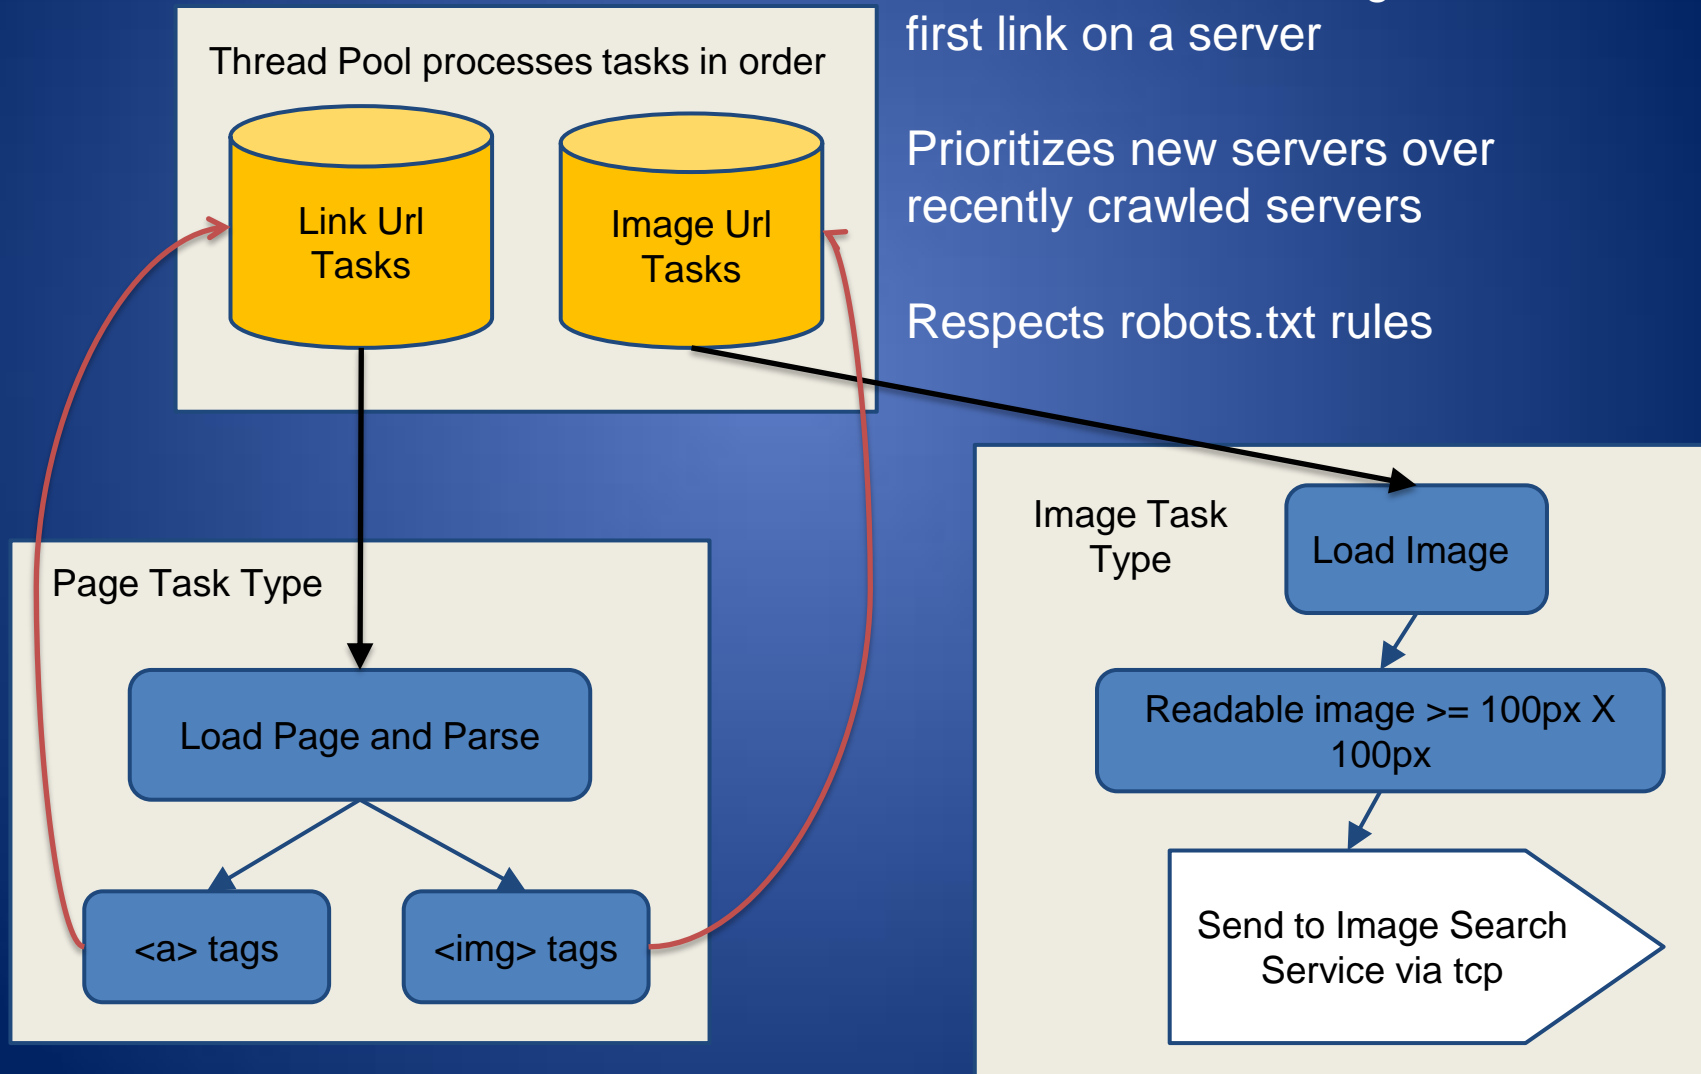 first link on a server
Thread Pool processes tasks in order
Link Url
Tasks
Image Url
Tasks
Prioritizes new servers over
recently crawled servers
Respects robots.txt rules
Page Task Type
Load Page and Parse
<a> tags
<img> tags
Image Task
Type
Load Image
Readable image >= 100px X
100px
Send to Image Search
Service via tcp